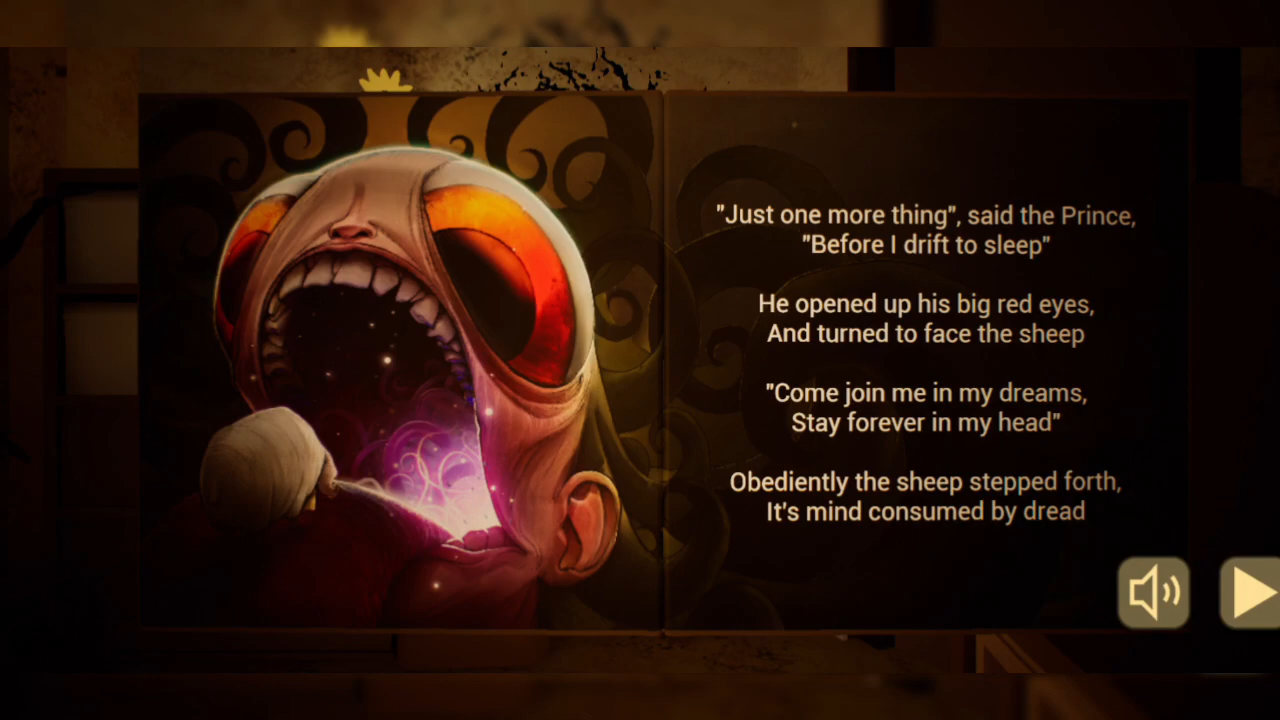 "Just one more thing", said the Prince,
"Before I drift to sleep"
He opened up his big red eyes,
And turned to face the sheep
"Come join me in my dreams,
Stay forever in my head"
Obediently the sheep stepped forth,
It's mind consumed by dread